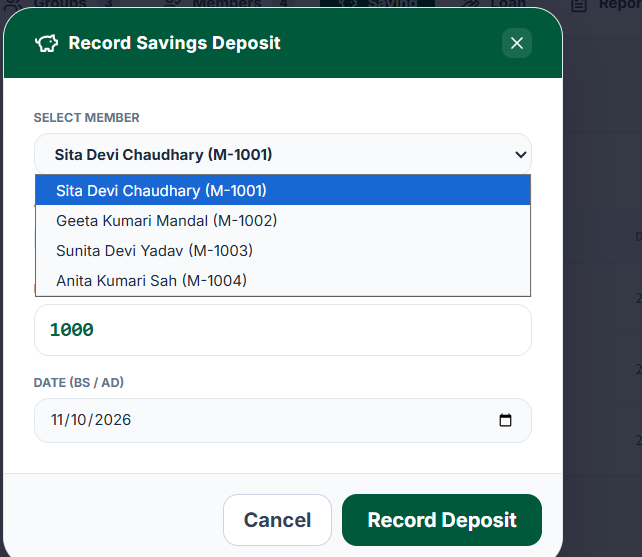 Groups 3 Members 4 Saving Loan Repor
Record Savings Deposit
SELECT MEMBER
Sita Devi Chaudhary (M-1001)
Sita Devi Chaudhary (M-1001)
Geeta Kumari Mandal (M-1002)
Sunita Devi Yadav (M-1003)
Anita Kumari Sah (M-1004)
1000
DATE (BS / AD)
11/10/2026
Cancel
Record Deposit